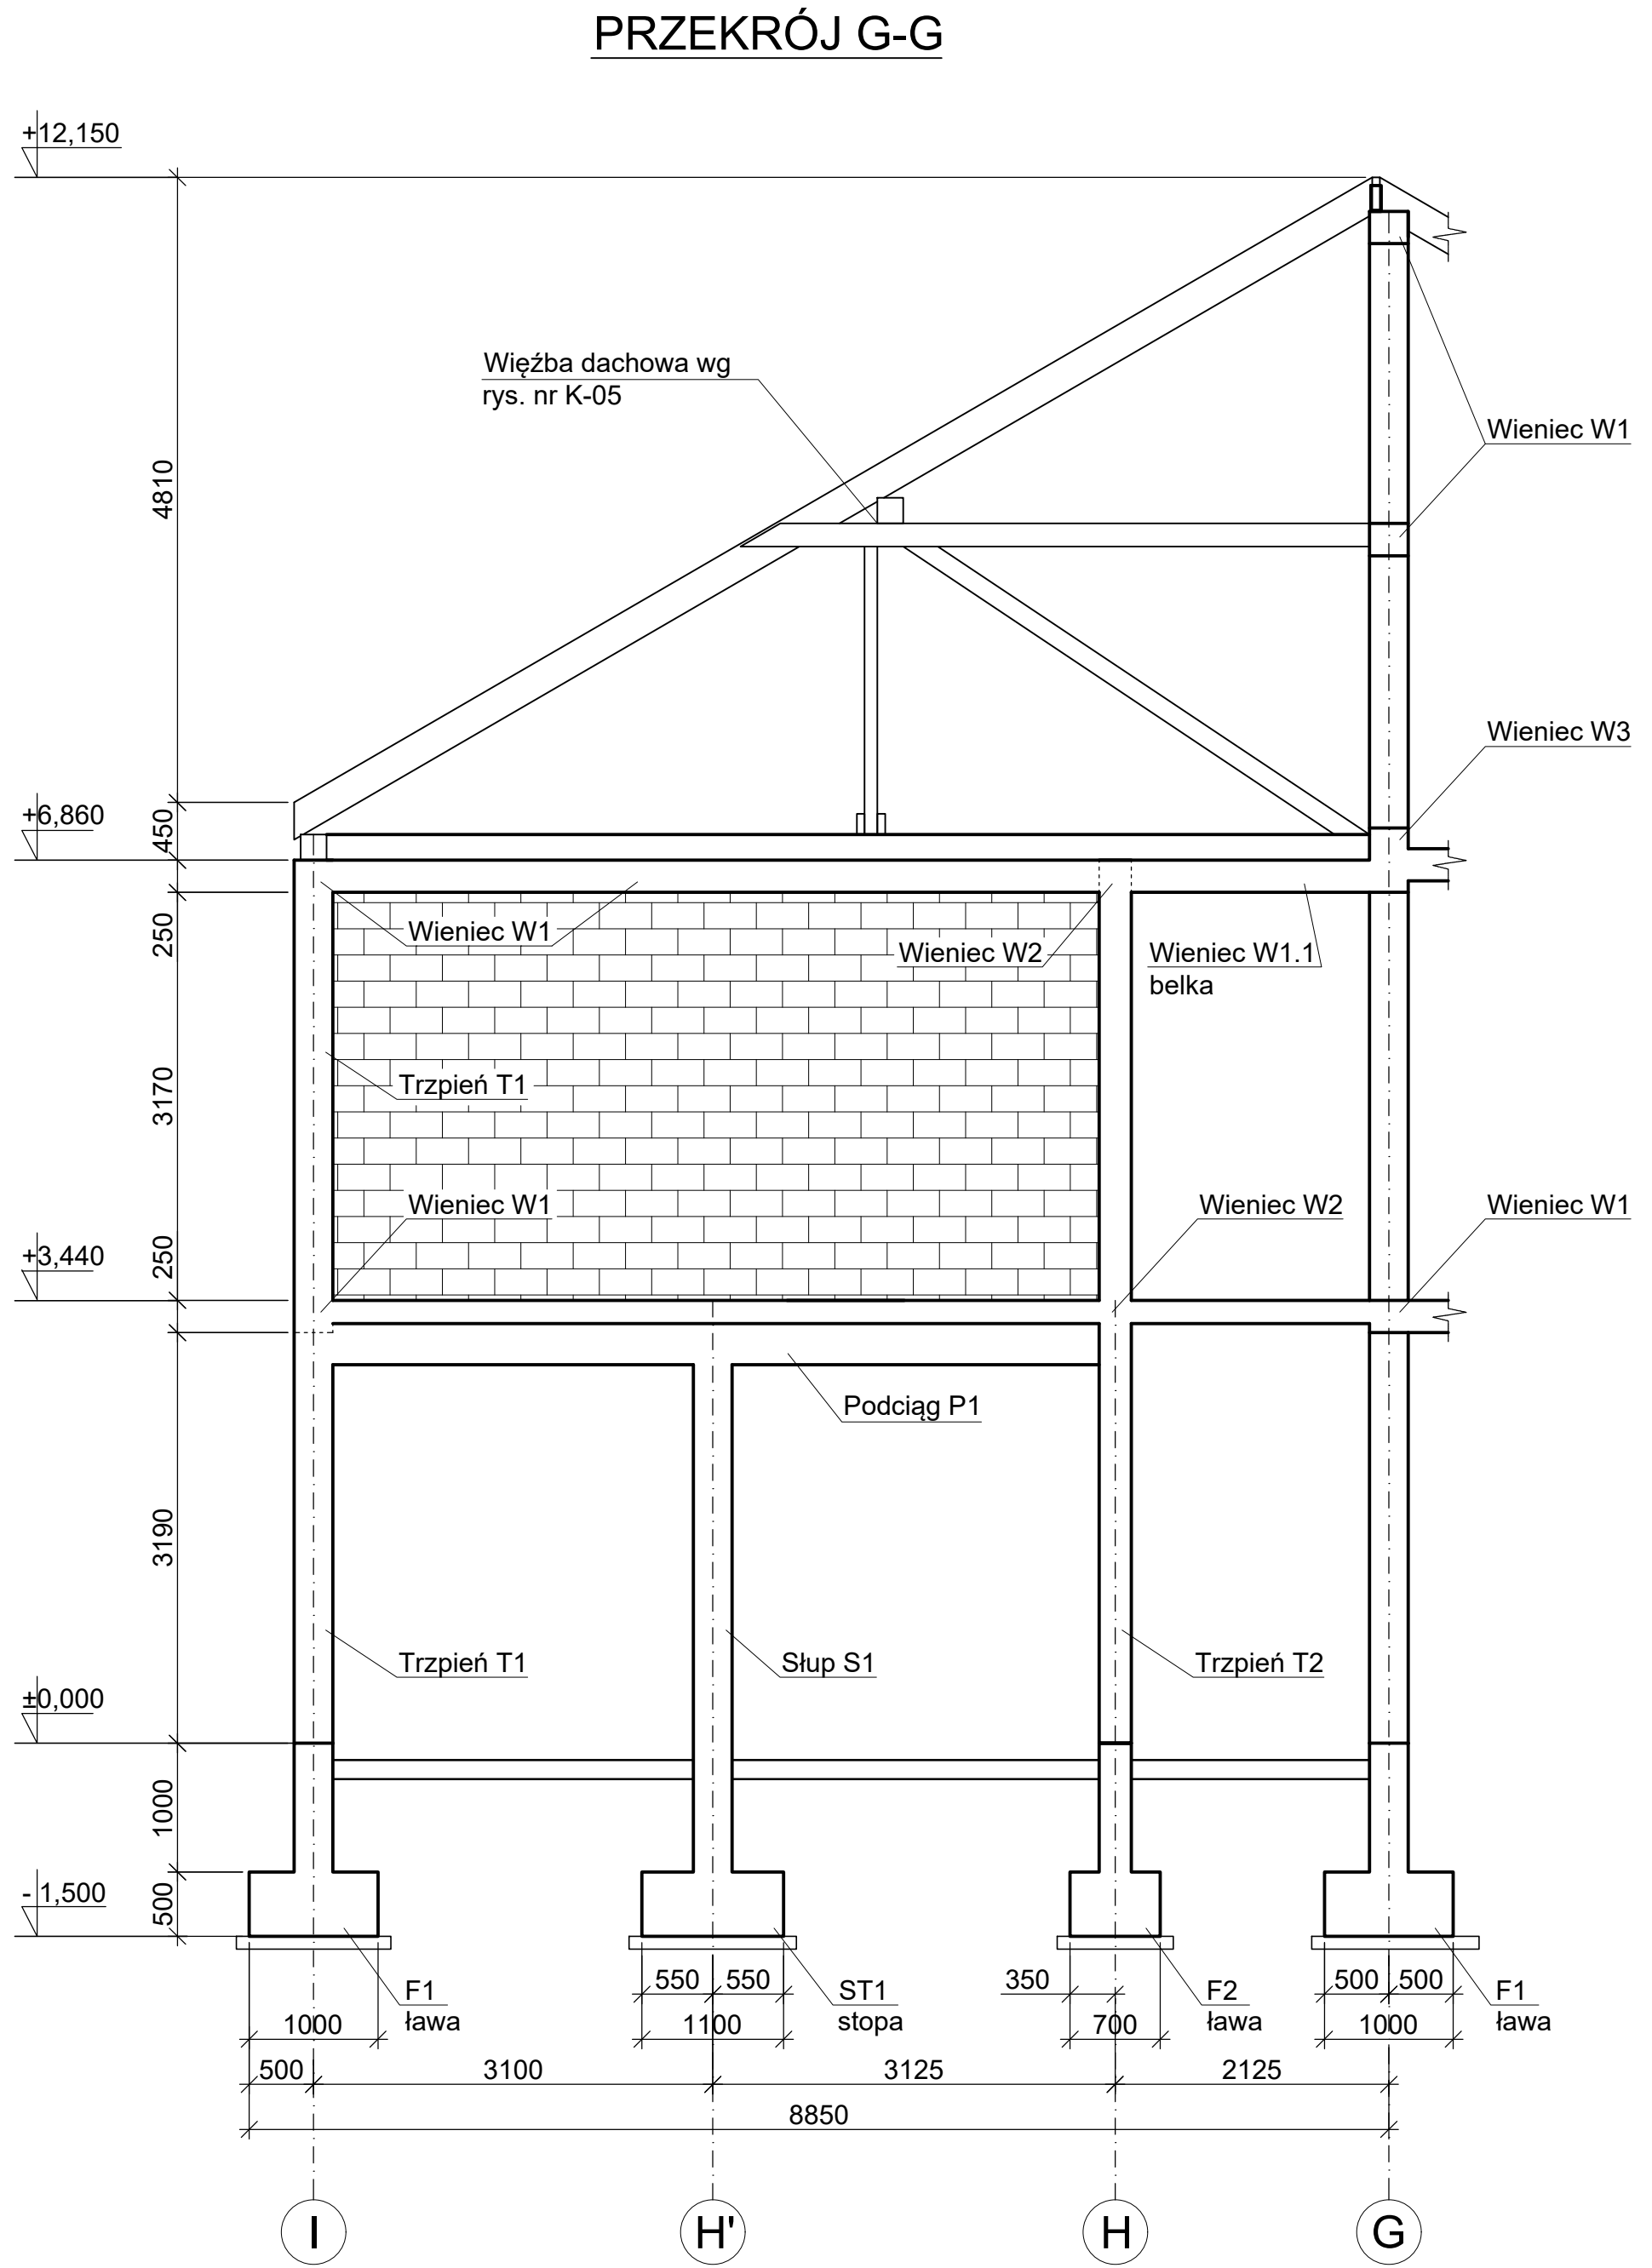 PRZEKRÓJ G-G
+12,150
Więźba dachowa wg
rys. nr K-05
Wieniec W1
4810
Wieniec W3
+6,860
450
250
Wieniec W1
Wieniec W2
Wieniec W1.1
belka
3170
Trzpień T1
Wieniec W1
Wieniec W2
Wieniec W1
+3,440
250
Podciąg P1
3190
Trzpień T1
Słup S1
Trzpień T2
±0,000
1000
- 1,500
500
550 550
350
500 500
F1
ława
ST1
stopa
F2
ława
F1
ława
1000
1100
700
1000
500
3100
3125
2125
8850
I
H'
H
G